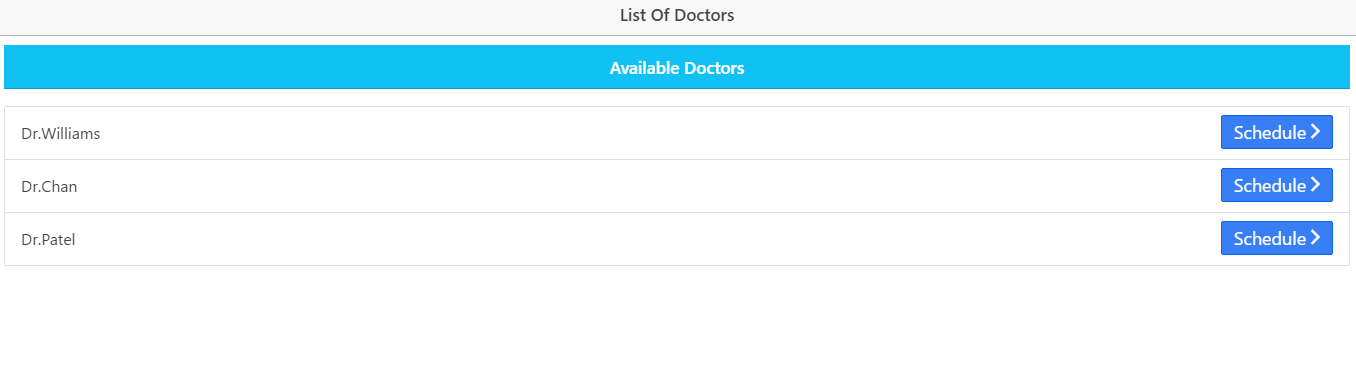 List Of Doctors
Available Doctors
Dr.Williams Schedule
Dr.Chan Schedule
Dr.Patel Schedule